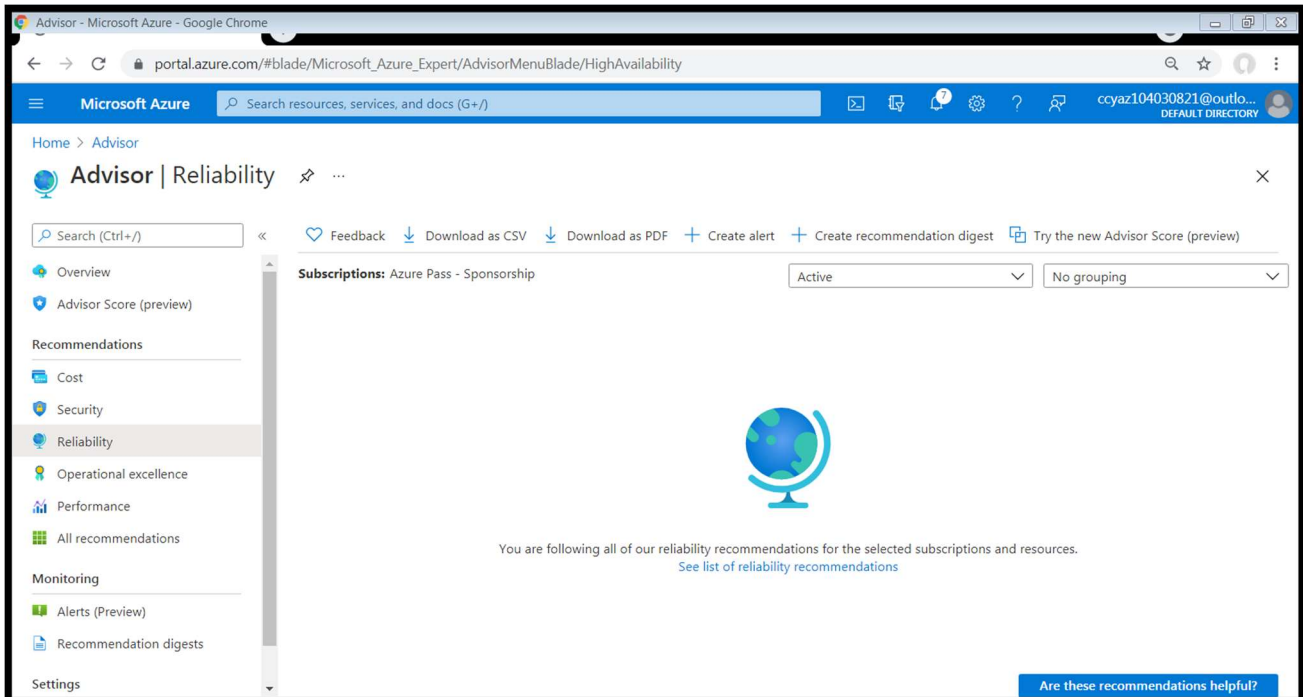 Advisor - Microsoft Azure - Google Chrome
portal.azure.com/#blade/Microsoft_Azure_Expert/AdvisorMenuBlade/HighAvailability
Microsoft Azure Search resources, services, and docs (G+/) 7 ? ccyaz104030821@outlo...
DEFAULT DIRECTORY
Home > Advisor
Advisor | Reliability ...
Search (Ctrl+/) « Feedback Download as CSV Download as PDF Create alert Create recommendation digest Try the new Advisor Score (preview)
Overview
Subscriptions: Azure Pass - Sponsorship Active No grouping
Advisor Score (preview)
Recommendations
Cost
Security
Reliability
Operational excellence
Performance
All recommendations
You are following all of our reliability recommendations for the selected subscriptions and resources.
See list of reliability recommendations
Monitoring
Alerts (Preview)
Recommendation digests
Settings
Are these recommendations helpful?